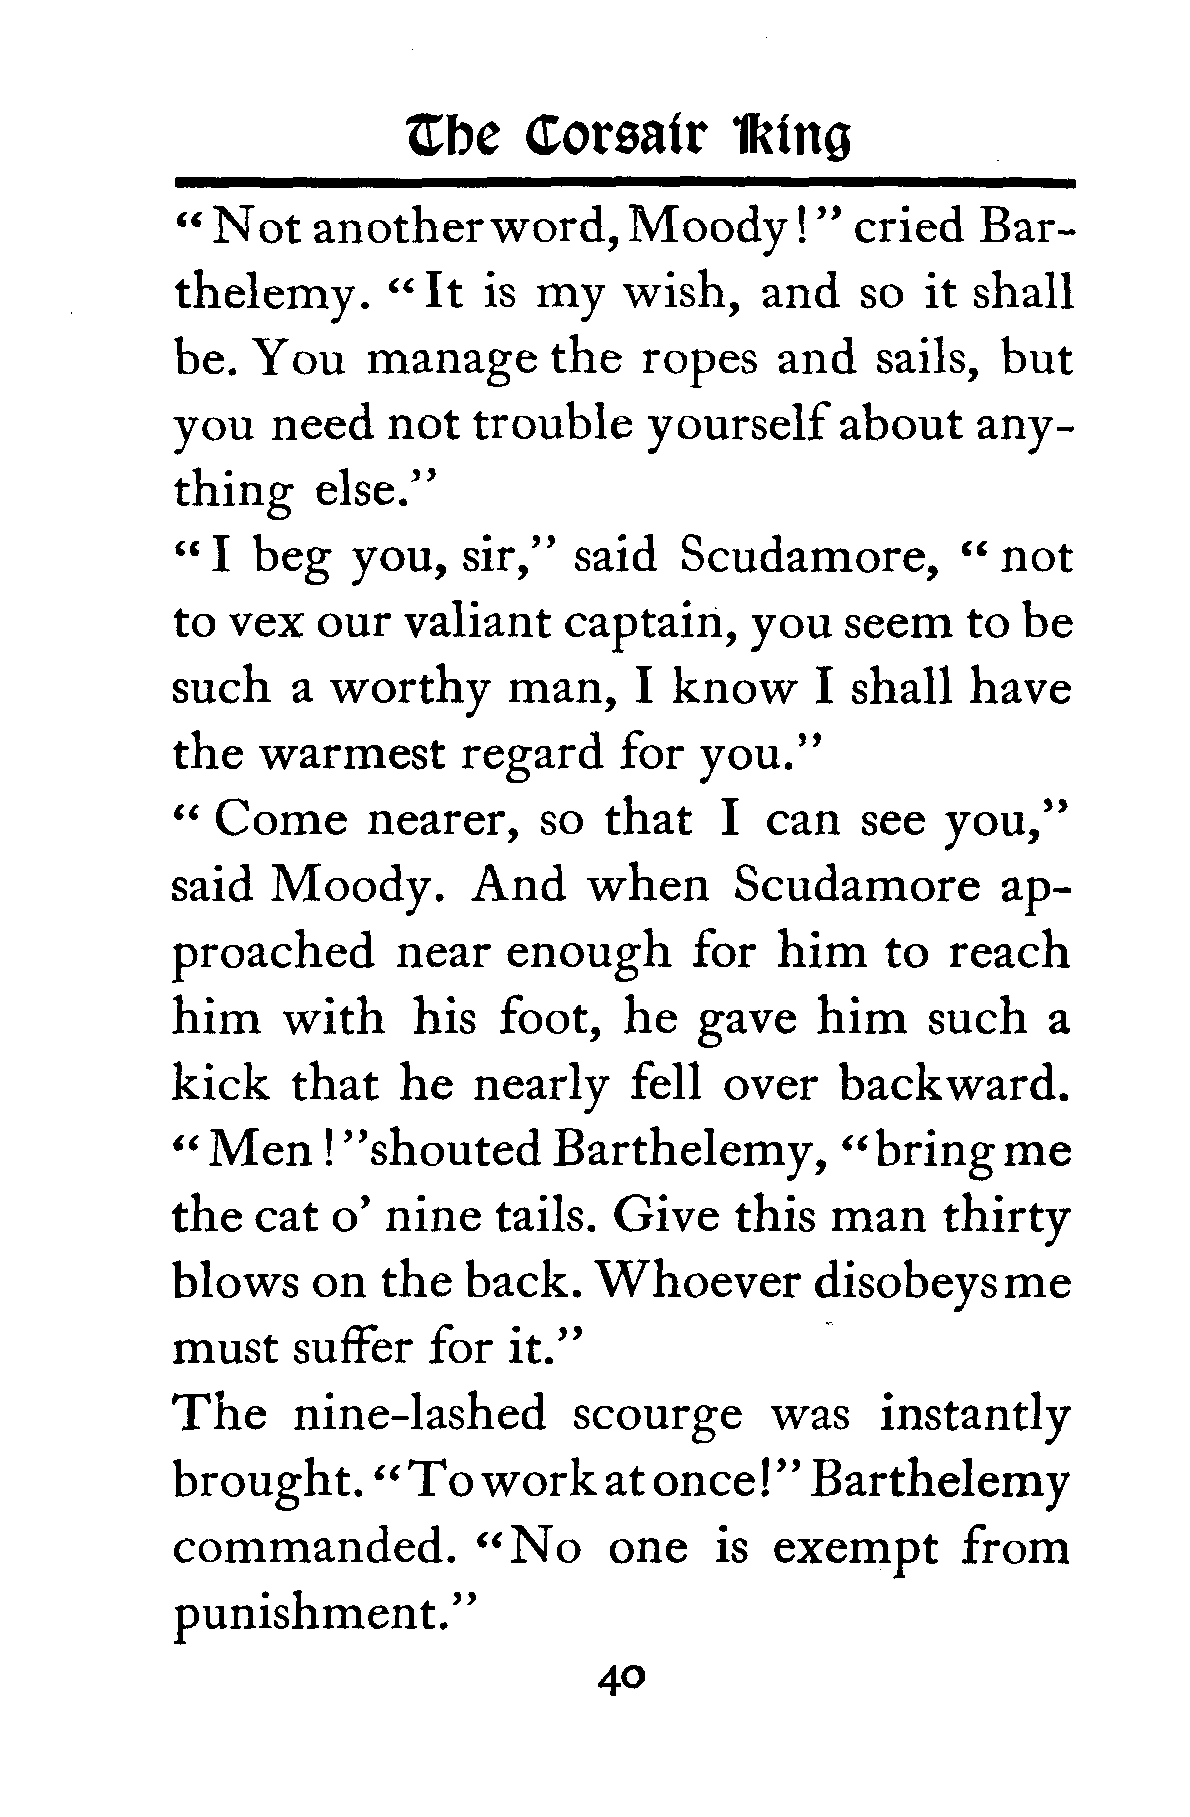 The Corsair King
"Not another word, Moody!" cried Bar-
thelemy. "It is my wish, and so it shall
be. You manage the ropes and sails, but
you need not trouble yourself about any-
thing else."
"I beg you, sir," said Scudamore, "not
to vex our valiant captain, you seem to be
such a worthy man, I know I shall have
the warmest regard for you."
"Come nearer, so that I can see you,"
said Moody. And when Scudamore ap-
proached near enough for him to reach
him with his foot, he gave him such a
kick that he nearly fell over backward.
"Men!" shouted Barthelemy, "bring me
the cat o' nine tails. Give this man thirty
blows on the back. Whoever disobeys me
must suffer for it."
The nine-lashed scourge was instantly
brought. "To work at once!" Barthelemy
commanded. "No one is exempt from
punishment."
40